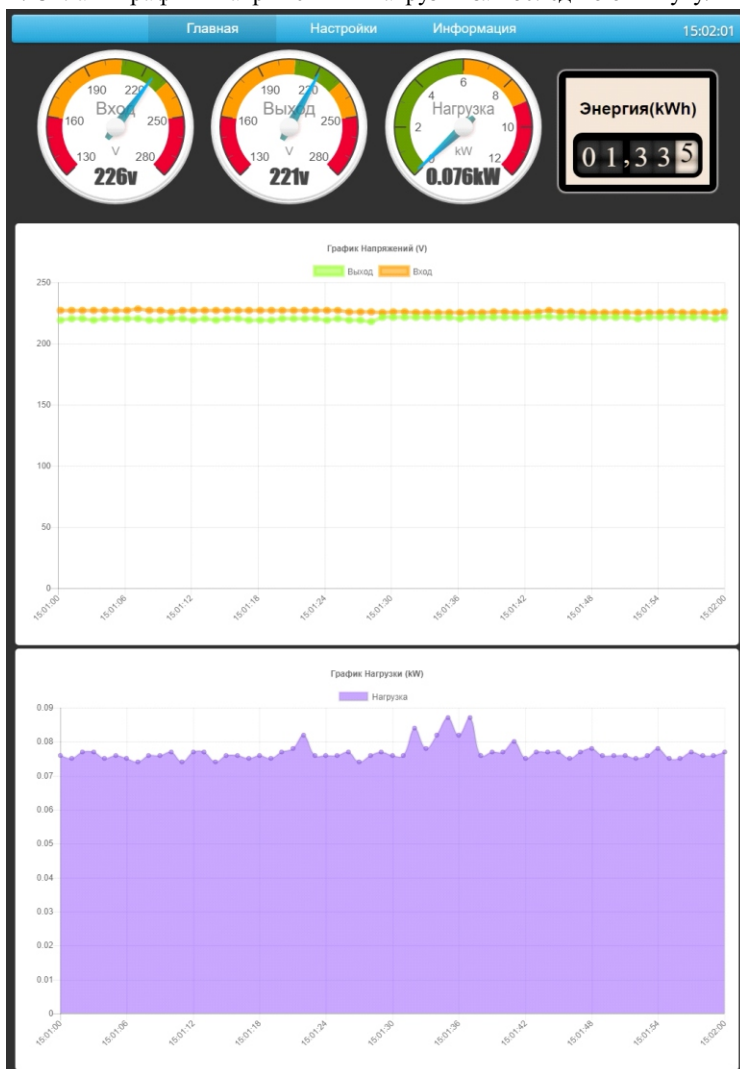 Главная Настройки Информация 15:02:01
130 160 190 220 250 280
Вход
V
226v
130 160 190 220 250 280
Выход
V
221v
0 2 4 6 8 10 12
Нагрузка
kW
0.076kW
Энергия(kWh)
01,335
График Напряжений (V)
Выход Вход
250
200
150
100
50
0
15:01:00 15:01:06 15:01:12 15:01:18 15:01:24 15:01:30 15:01:36 15:01:42 15:01:48 15:01:54 15:02:00
График Нагрузки (kW)
Нагрузка
0.09
0.08
0.07
0.06
0.05
0.04
0.03
0.02
0.01
0
15:01:00 15:01:06 15:01:12 15:01:18 15:01:24 15:01:30 15:01:36 15:01:42 15:01:48 15:01:54 15:02:00